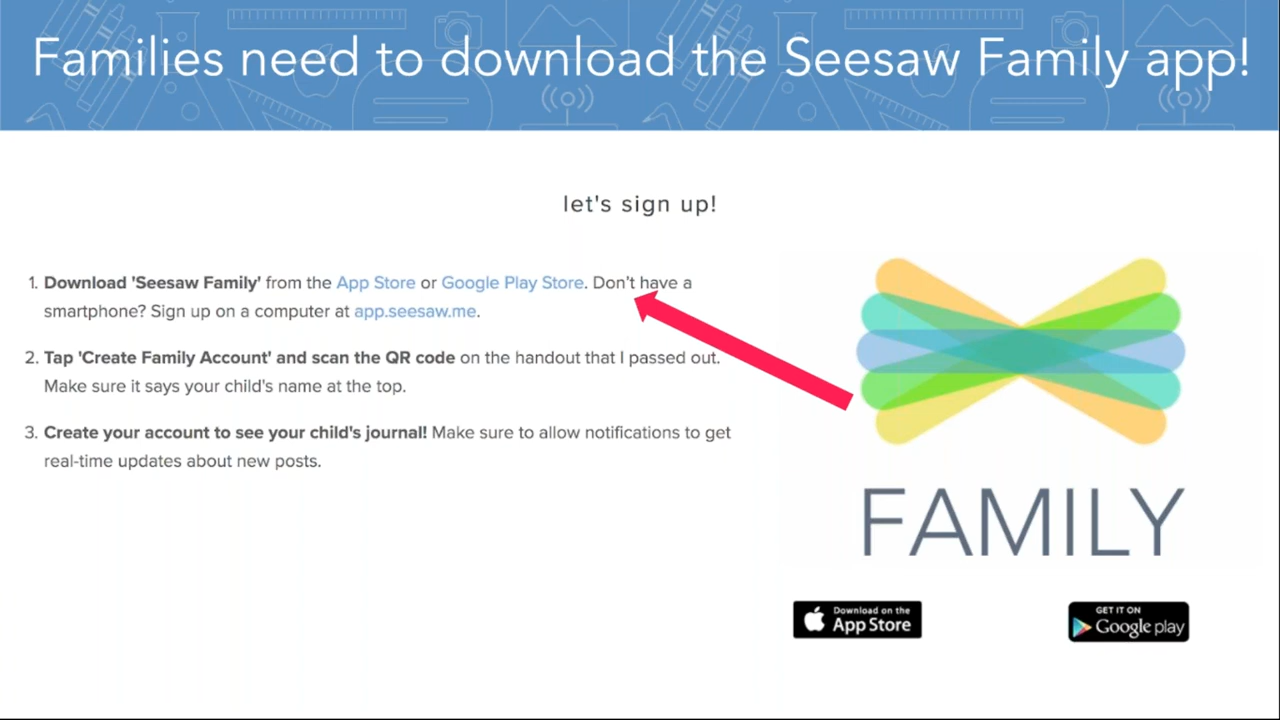 Families need to download the Seesaw Family app!
let's sign up!
1. Download 'Seesaw Family' from the App Store or Google Play Store. Don't have a
smartphone? Sign up on a computer at app.seesaw.me.
2. Tap 'Create Family Account' and scan the QR code on the handout that I passed out.
Make sure it says your child's name at the top.
3. Create your account to see your child's journal! Make sure to allow notifications to get
real-time updates about new posts.
FAMILY
Download on the
App Store
GET IT ON
Google play